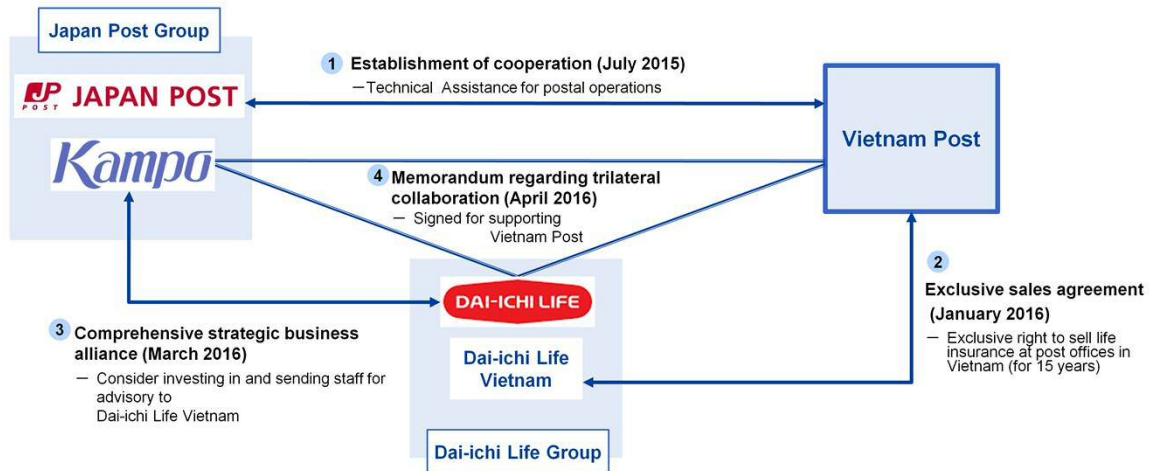 Japan Post Group
JP
POST
JAPAN POST
Kampo
1 Establishment of cooperation (July 2015)
–Technical Assistance for postal operations
Vietnam Post
4 Memorandum regarding trilateral
collaboration (April 2016)
– Signed for supporting
Vietnam Post
2
Exclusive sales agreement
(January 2016)
– Exclusive right to sell life
insurance at post offices in
Vietnam (for 15 years)
DAI-ICHI LIFE
3 Comprehensive strategic business
alliance (March 2016)
– Consider investing in and sending staff for
advisory to
Dai-ichi Life Vietnam
Dai-ichi Life
Vietnam
Dai-ichi Life Group